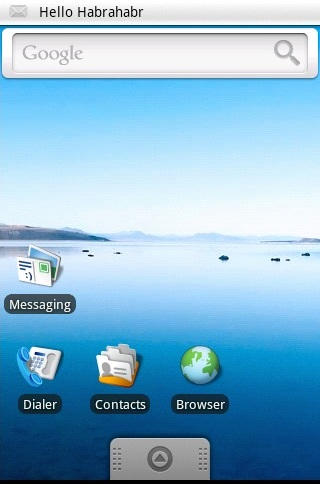 Hello Habrahabr
Google
Messaging
Dialer
Contacts
Browser